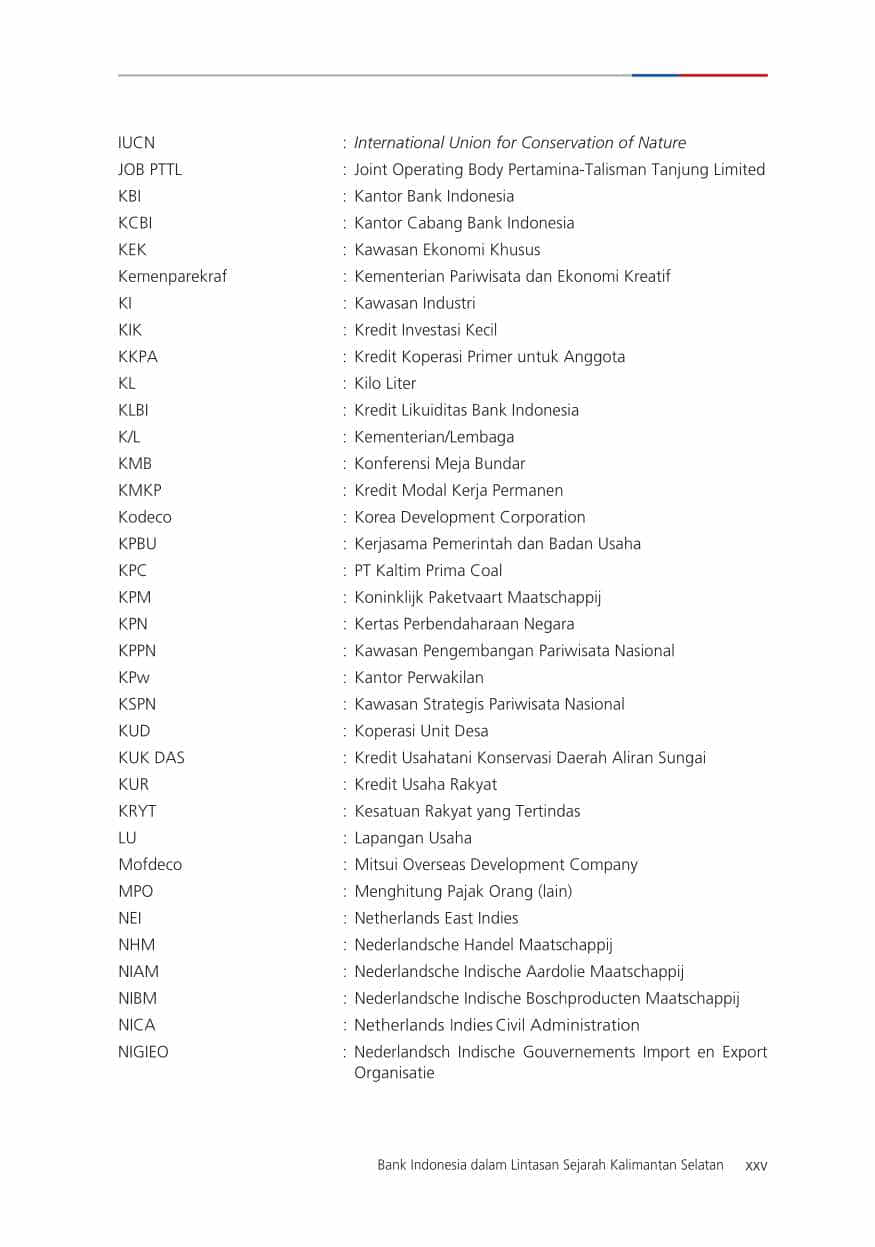 IUCN : International Union for Conservation of Nature
JOB PTTL : Joint Operating Body Pertamina-Talisman Tanjung Limited
KBI : Kantor Bank Indonesia
KCBI : Kantor Cabang Bank Indonesia
KEK : Kawasan Ekonomi Khusus
Kemenparekraf : Kementerian Pariwisata dan Ekonomi Kreatif
KI : Kawasan Industri
KIK : Kredit Investasi Kecil
KKPA : Kredit Koperasi Primer untuk Anggota
KL : Kilo Liter
KLBI : Kredit Likuiditas Bank Indonesia
K/L : Kementerian/Lembaga
KMB : Konferensi Meja Bundar
KMKP : Kredit Modal Kerja Permanen
Kodeco : Korea Development Corporation
KPBU : Kerjasama Pemerintah dan Badan Usaha
KPC : PT Kaltim Prima Coal
KPM : Koninklijk Paketvaart Maatschappij
KPN : Kertas Perbendaharaan Negara
KPPN : Kawasan Pengembangan Pariwisata Nasional
KPw : Kantor Perwakilan
KSPN : Kawasan Strategis Pariwisata Nasional
KUD : Koperasi Unit Desa
KUK DAS : Kredit Usahatani Konservasi Daerah Aliran Sungai
KUR : Kredit Usaha Rakyat
KRYT : Kesatuan Rakyat yang Tertindas
LU : Lapangan Usaha
Mofdeco : Mitsui Overseas Development Company
MPO : Menghitung Pajak Orang (lain)
NEI : Netherlands East Indies
NHM : Nederlandsche Handel Maatschappij
NIAM : Nederlandsche Indische Aardolie Maatschappij
NIBM : Nederlandsche Indische Boschproducten Maatschappij
NICA : Netherlands Indies Civil Administration
NIGIEO : Nederlandsch Indische Gouvernements Import en Export
Organisatie
Bank Indonesia dalam Lintasan Sejarah Kalimantan Selatan xxv